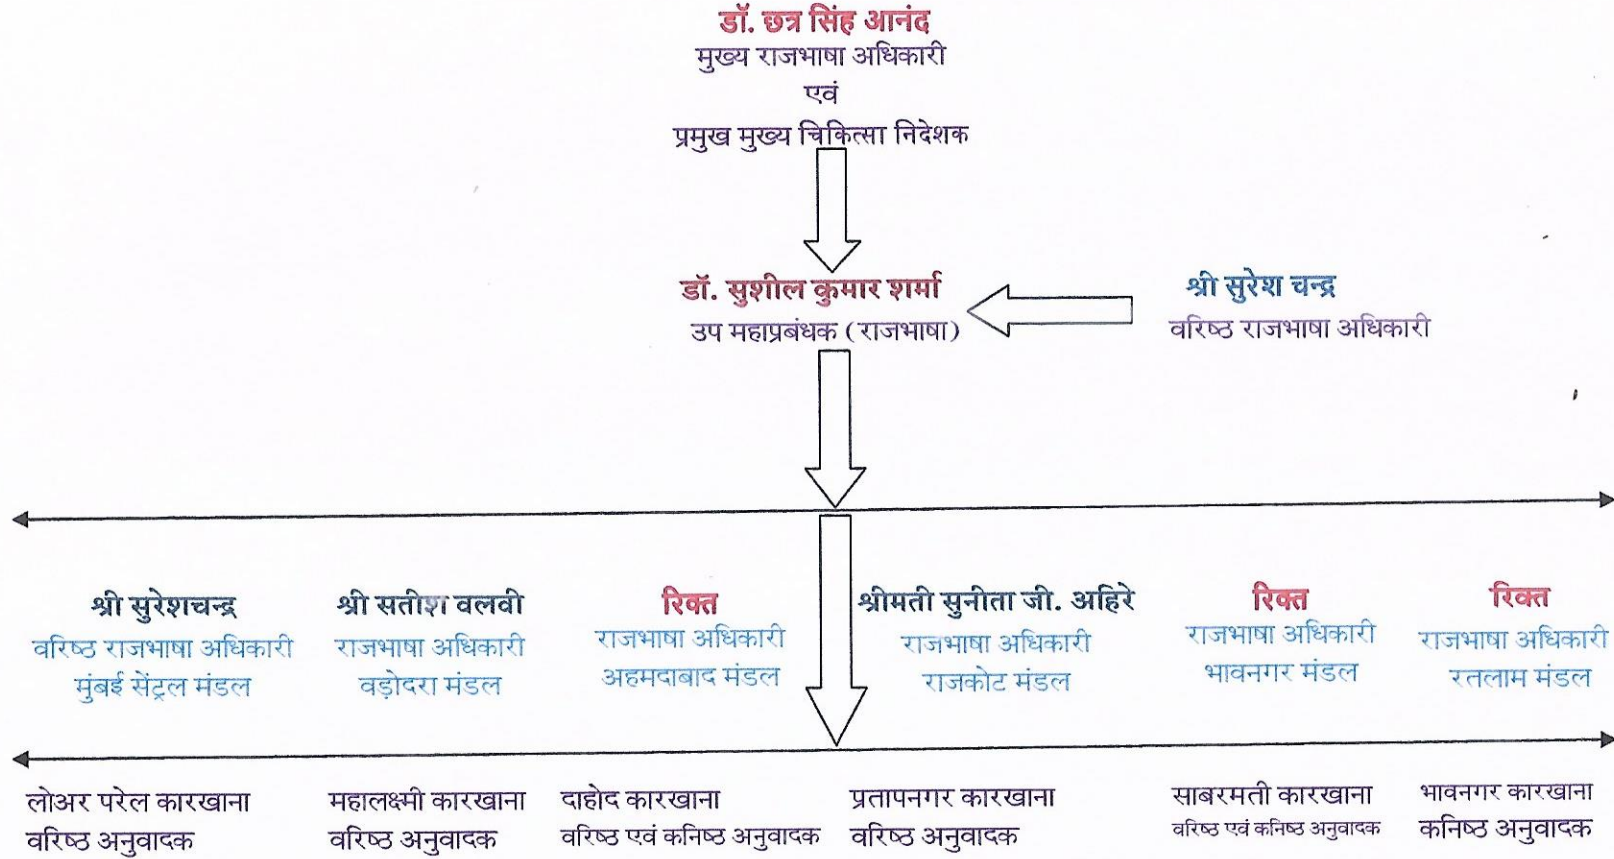 डॉ. छत्र सिंह आनंद
मुख्य राजभाषा अधिकारी
एवं
प्रमुख मुख्य चिकित्सा निदेशक
डॉ. सुशील कुमार शर्मा
उप महाप्रबंधक (राजभाषा)
श्री सुरेश चन्द्र
वरिष्ठ राजभाषा अधिकारी
श्री सुरेशचन्द्र
वरिष्ठ राजभाषा अधिकारी
मुंबई सेंट्रल मंडल
श्री सतीश वलवी
राजभाषा अधिकारी
वड़ोदरा मंडल
रिक्त
राजभाषा अधिकारी
अहमदाबाद मंडल
श्रीमती सुनीता जी. अहिरे
राजभाषा अधिकारी
राजकोट मंडल
रिक्त
राजभाषा अधिकारी
भावनगर मंडल
रिक्त
राजभाषा अधिकारी
रतलाम मंडल
लोअर परेल कारखाना
वरिष्ठ अनुवादक
महालक्ष्मी कारखाना
वरिष्ठ अनुवादक
दाहोद कारखाना
वरिष्ठ एवं कनिष्ठ अनुवादक
प्रतापनगर कारखाना
वरिष्ठ अनुवादक
साबरमती कारखाना
वरिष्ठ एवं कनिष्ठ अनुवादक
भावनगर कारखाना
कनिष्ठ अनुवादक